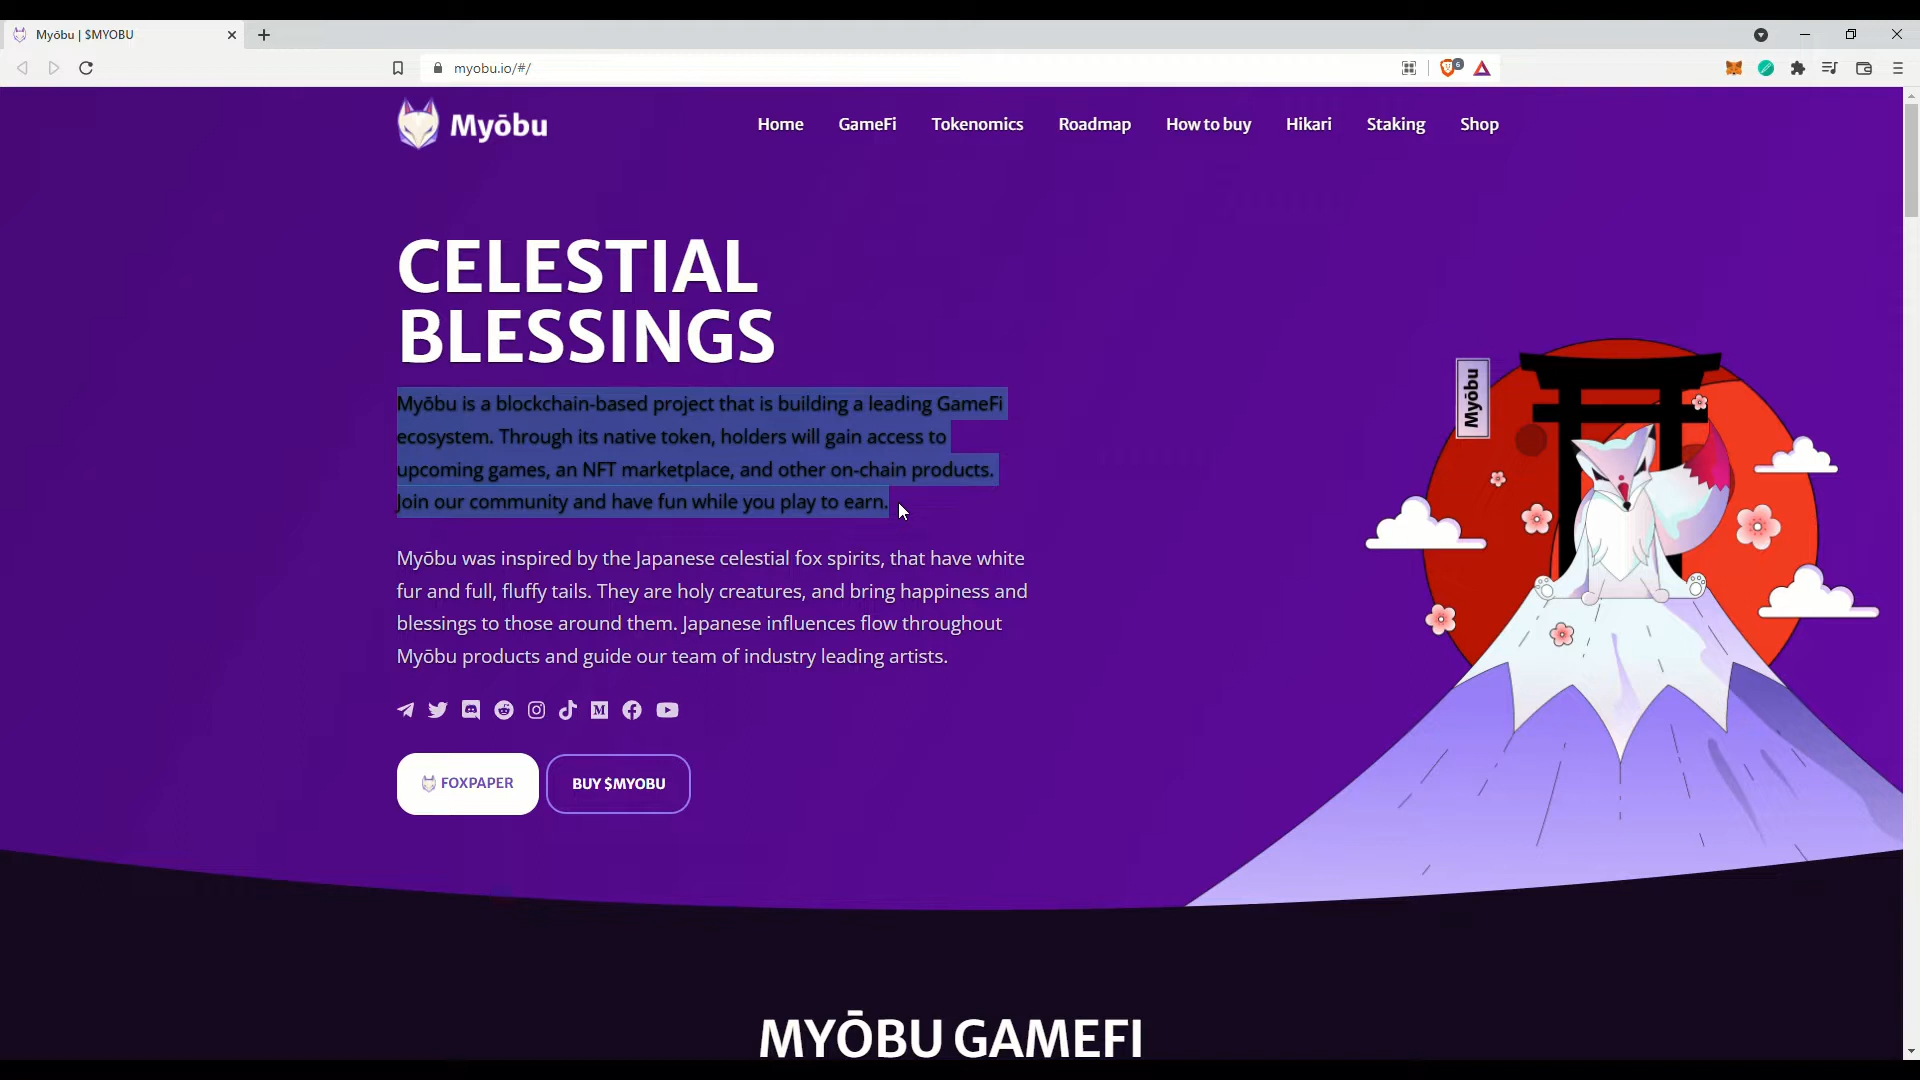 Myōbu | $MYOBU
myobu.io/#/
6
Myōbu
Home
GameFi
Tokenomics
Roadmap
How to buy
Hikari
Staking
Shop
CELESTIAL
BLESSINGS
Myōbu is a blockchain-based project that is building a leading GameFi
ecosystem. Through its native token, holders will gain access to
upcoming games, an NFT marketplace, and other on-chain products.
Join our community and have fun while you play to earn.
Myōbu
Myōbu was inspired by the Japanese celestial fox spirits, that have white
fur and full, fluffy tails. They are holy creatures, and bring happiness and
blessings to those around them. Japanese influences flow throughout
Myōbu products and guide our team of industry leading artists.
FOXPAPER
BUY $MYOBU
MYŌBU GAMEFI